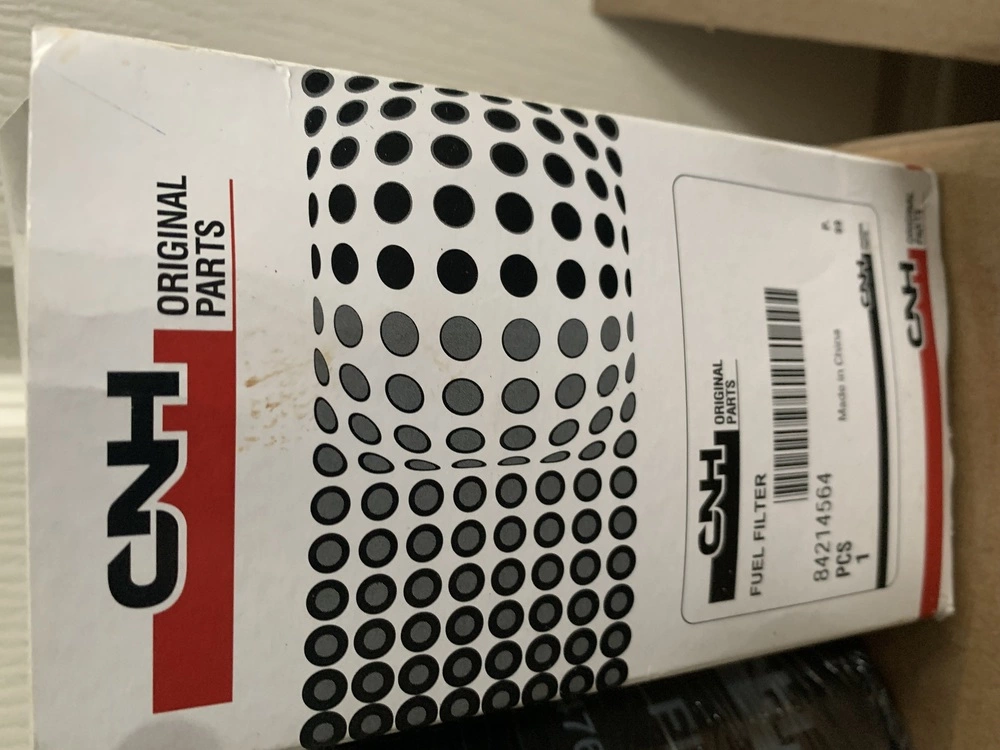 CNH
ORIGINAL
PARTS
CNH
ORIGINAL
PARTS
FUEL FILTER
84214564
PCS
1
Made in China
CNH
CNH
ORIGINAL
PARTS